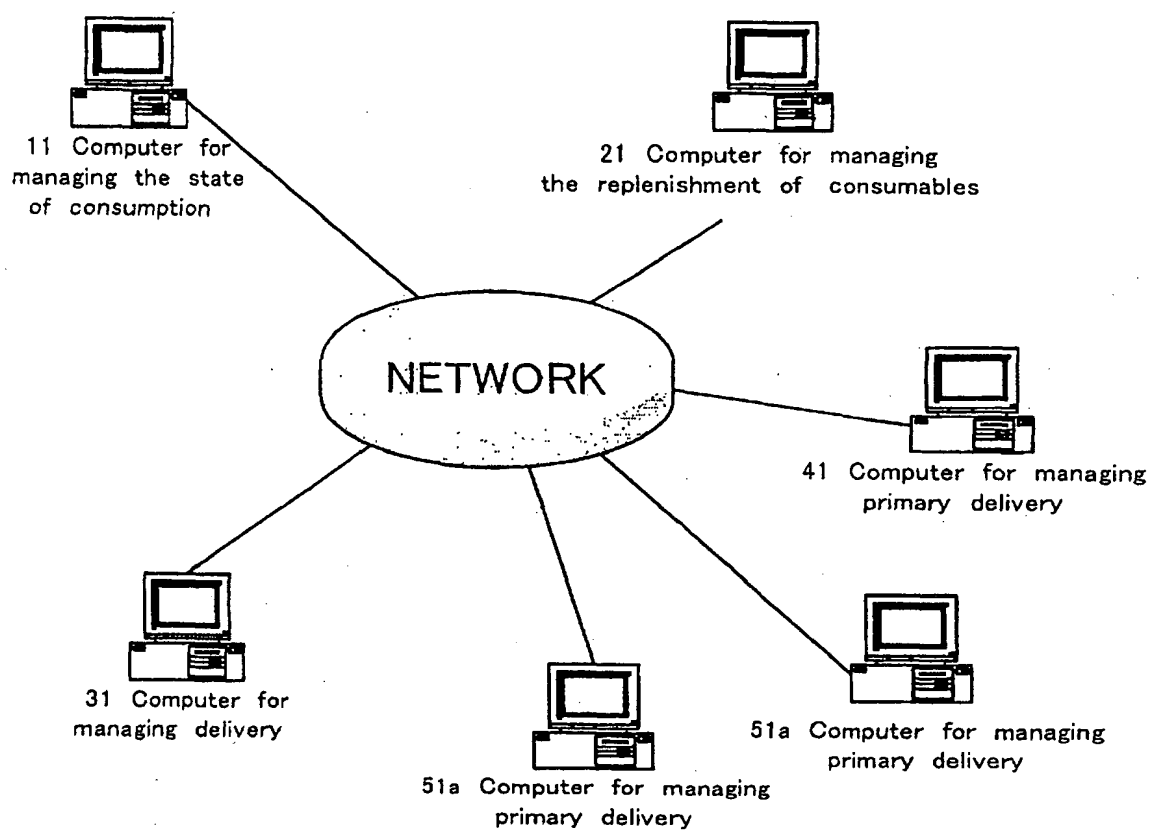 11 Computer for
managing the state
of consumption
21 Computer for managing
the replenishment of consumables
NETWORK
41 Computer for managing
primary delivery
31 Computer for
managing delivery
51a Computer for managing
primary delivery
51a Computer for managing
primary delivery